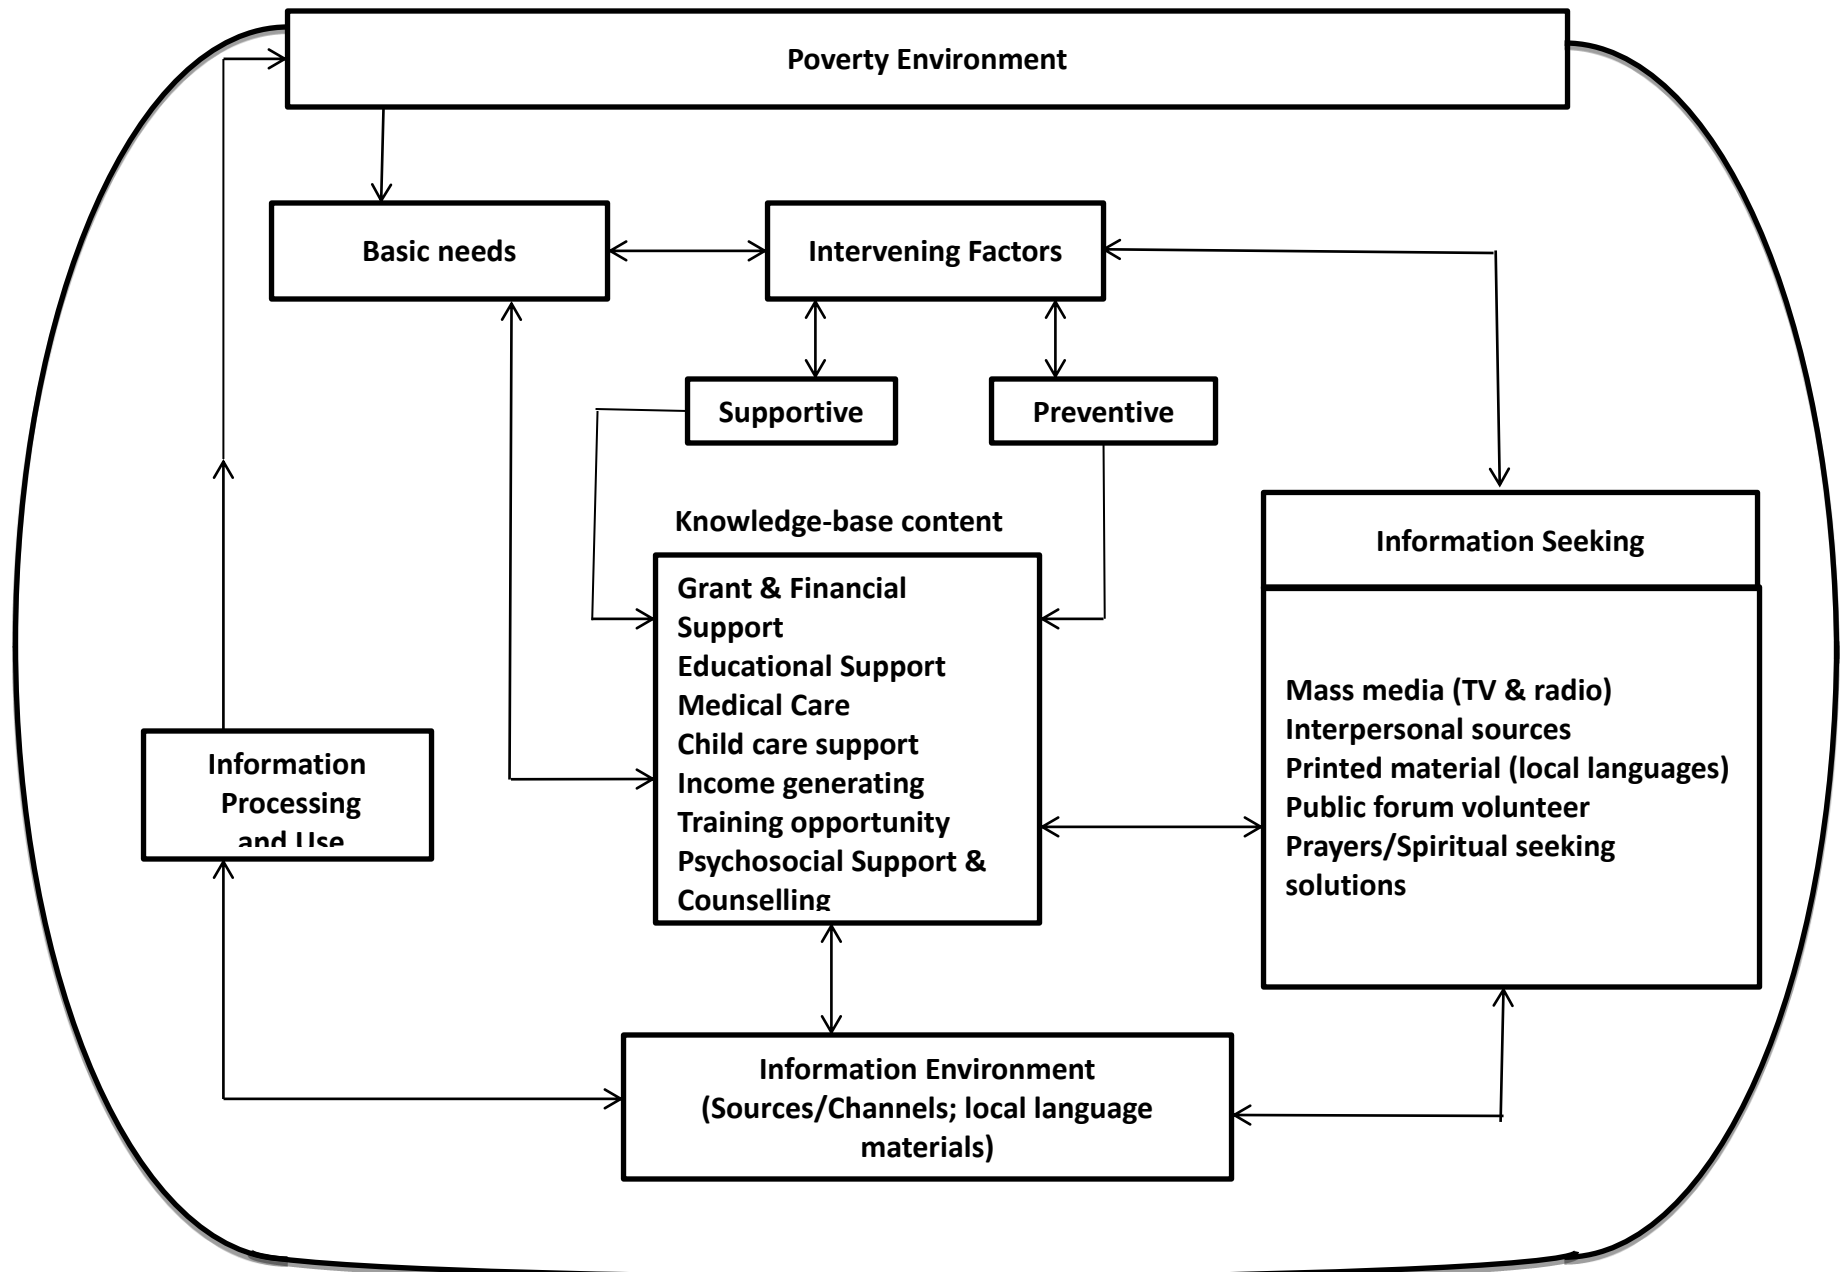 Poverty Environment
Basic needs
Intervening Factors
Supportive
Preventive
Knowledge-base content
Grant & Financial
Support
Educational Support
Medical Care
Child care support
Income generating
Training opportunity
Psychosocial Support &
Counselling
Information Seeking
Mass media (TV & radio)
Interpersonal sources
Printed material (local languages)
Public forum volunteer
Prayers/Spiritual seeking
solutions
Information
Processing
and Use
Information Environment
(Sources/Channels; local language
materials)